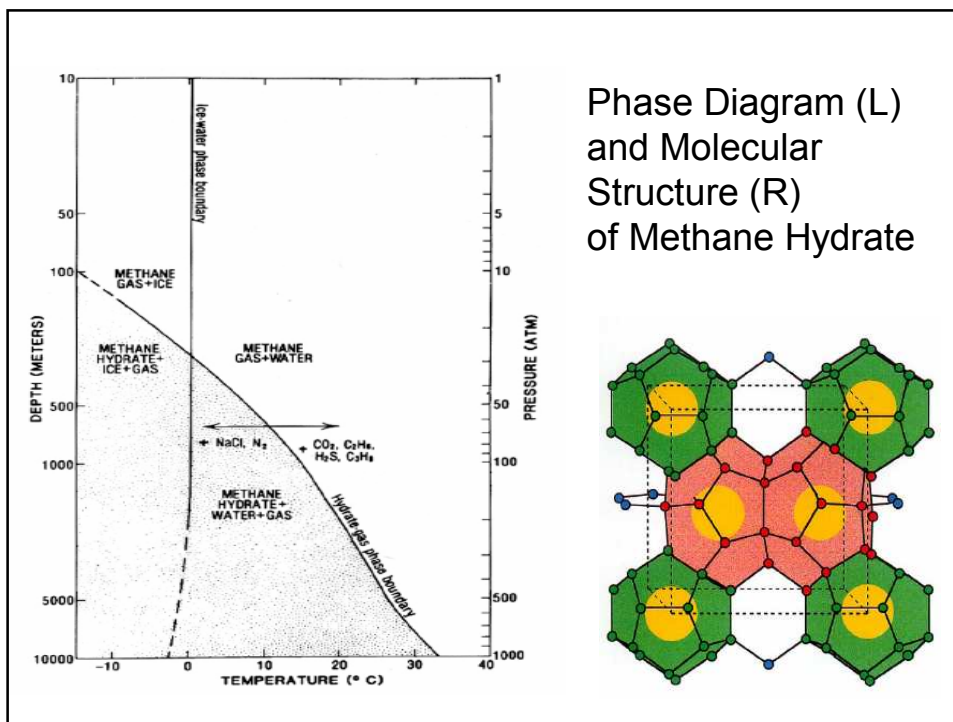 Phase Diagram (L)
and Molecular
Structure (R)
of Methane Hydrate
10
50
100
500
1000
5000
10000
DEPTH (METERS)
-10
0
10
20
30
40
TEMPERATURE (° C)
1
5
10
50
100
500
1000
PRESSURE (ATM)
Ice-water phase
boundary
METHANE
GAS+ICE
METHANE
HYDRATE+
ICE+GAS
METHANE
GAS+WATER
+ NaCl, N₂
+ CO₂, C₂H₆,
H₂S, C₃H₈
METHANE
HYDRATE+
WATER+GAS
Hydrate-gas phase boundary